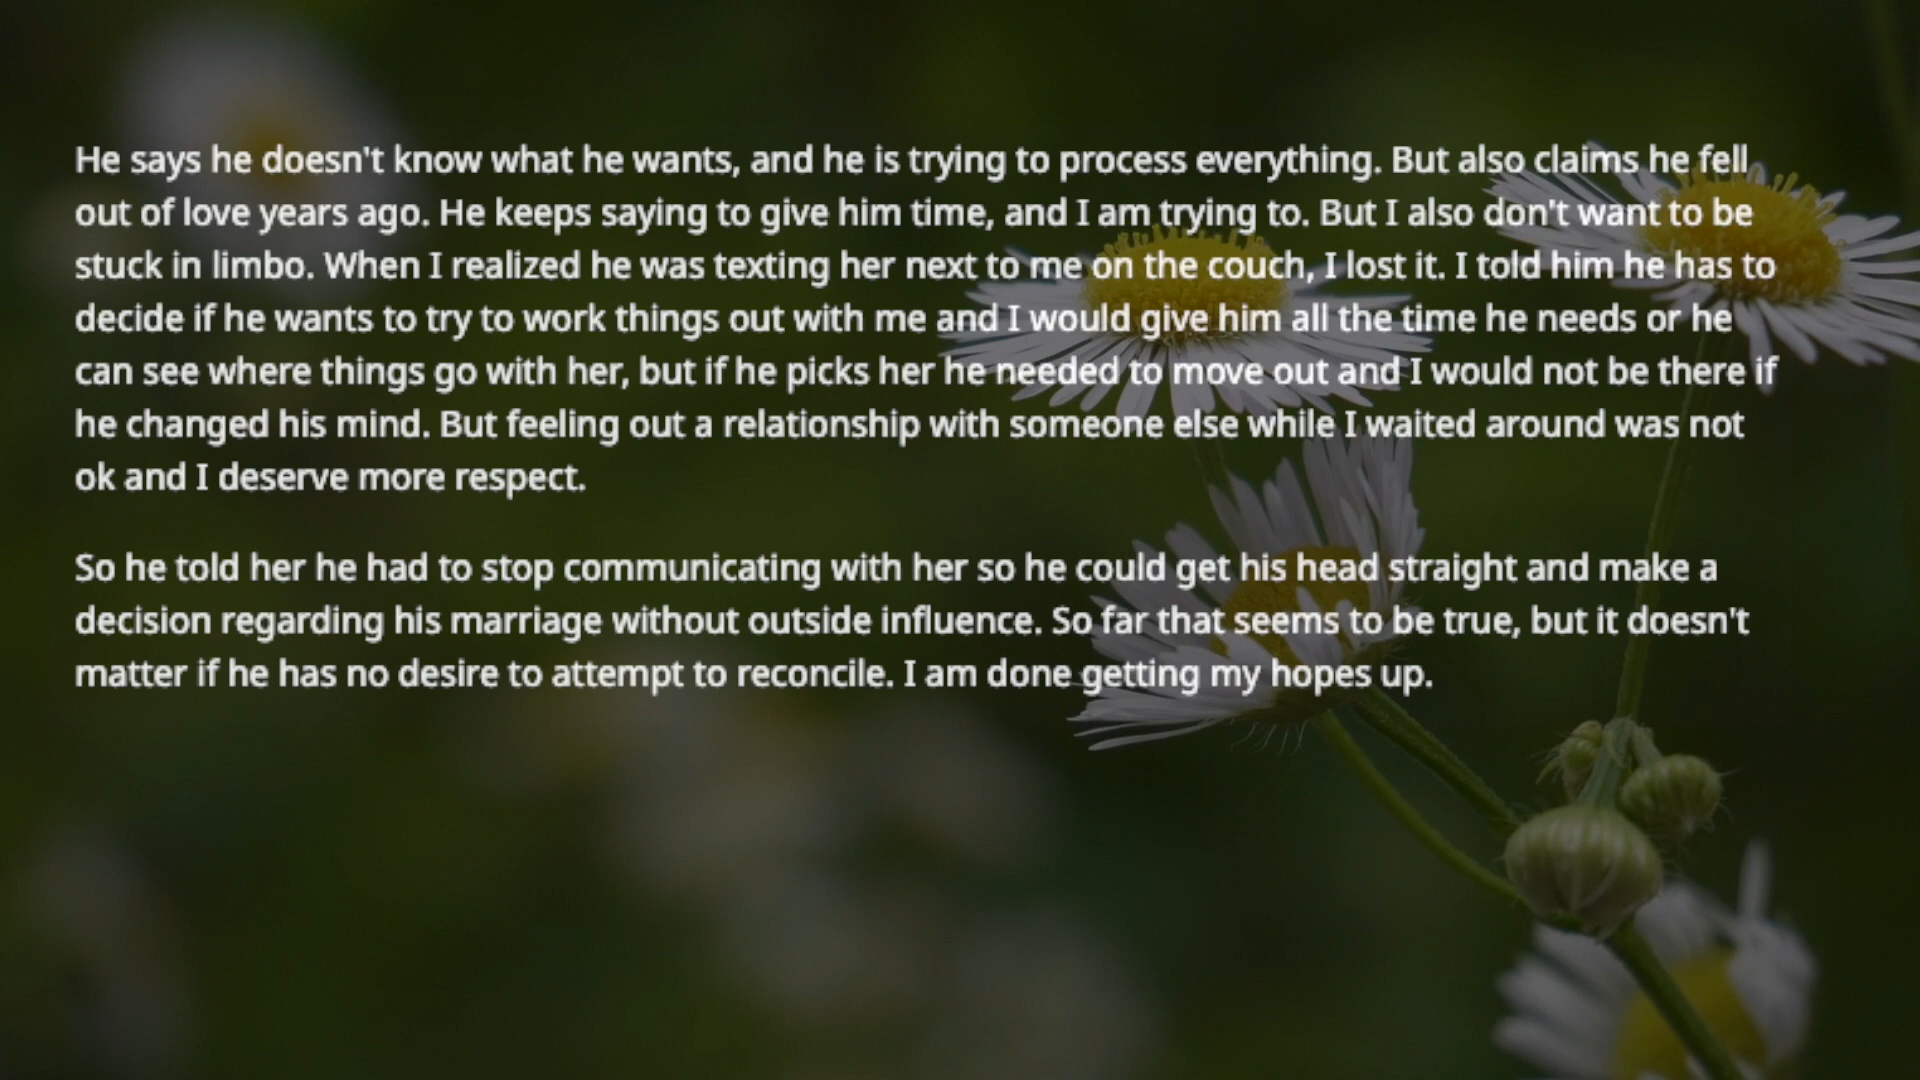 He says he doesn't know what he wants, and he is trying to process everything. But also claims he fell
out of love years ago. He keeps saying to give him time, and I am trying to. But I also don't want to be
stuck in limbo. When I realized he was texting her next to me on the couch, I lost it. I told him he has to
decide if he wants to try to work things out with me and I would give him all the time he needs or he
can see where things go with her, but if he picks her he needed to move out and I would not be there if
he changed his mind. But feeling out a relationship with someone else while I waited around was not
ok and I deserve more respect.
So he told her he had to stop communicating with her so he could get his head straight and make a
decision regarding his marriage without outside influence. So far that seems to be true, but it doesn't
matter if he has no desire to attempt to reconcile. I am done getting my hopes up.